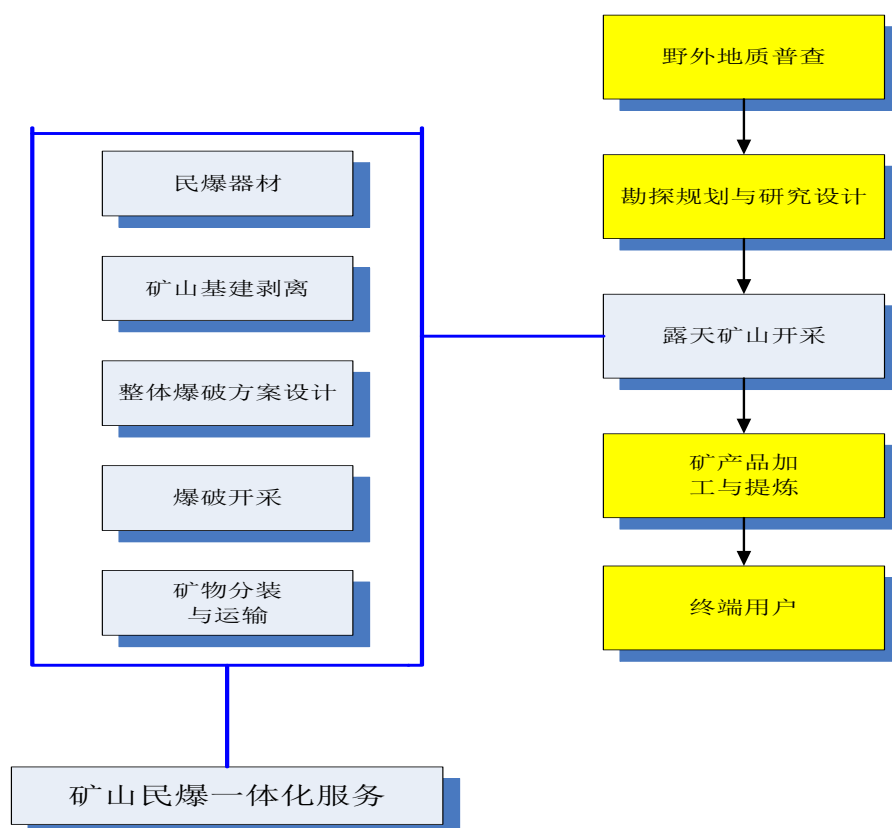 野外地质普查
勘探规划与研究设计
露天矿山开采
矿产品加
工与提炼
终端用户
民爆器材
矿山基建剥离
整体爆破方案设计
爆破开采
矿物分装
与运输
矿山民爆一体化服务